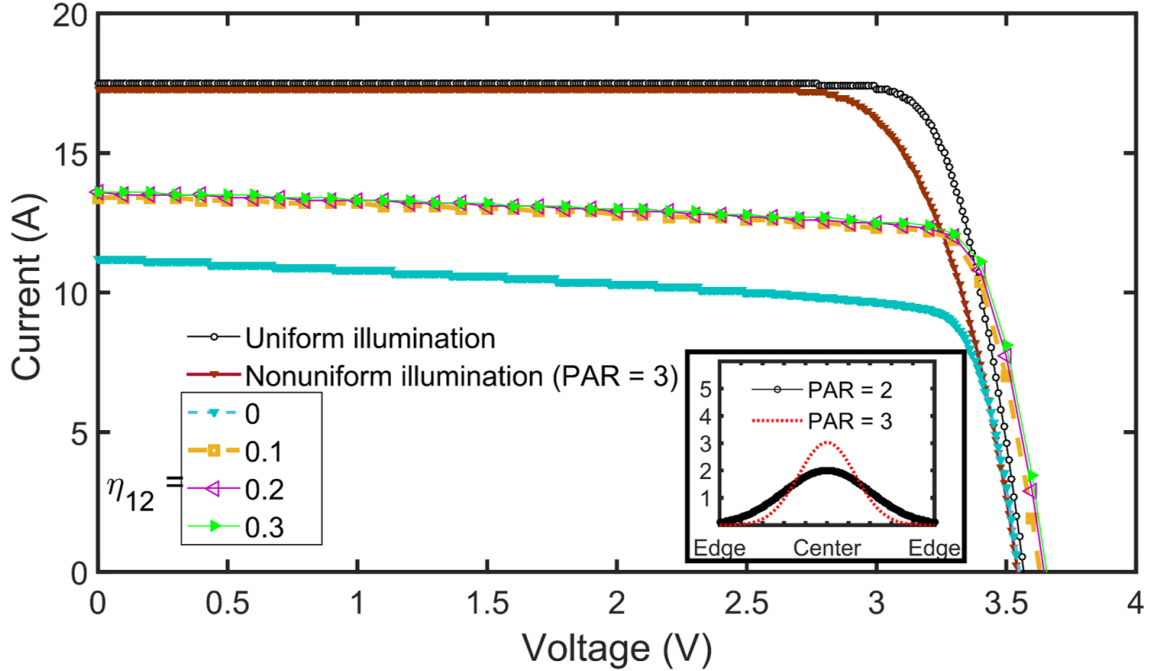 20
15
10
5
0
Current (A)
Uniform illumination
Nonuniform illumination (PAR = 3)
η12 =
0
0.1
0.2
0.3
5
4
3
2
1
PAR = 2
PAR = 3
Edge Center Edge
0 0.5 1 1.5 2 2.5 3 3.5 4
Voltage (V)